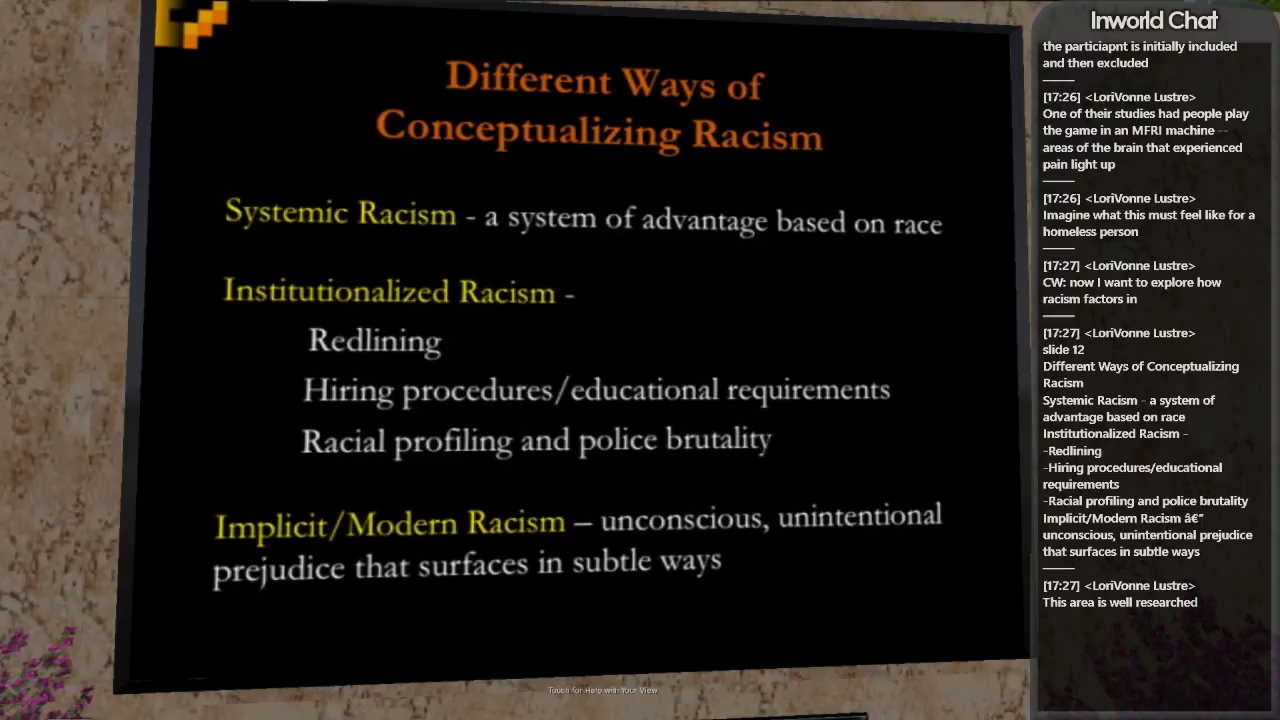 Different Ways of
Conceptualizing Racism
Systemic Racism - a system of advantage based on race
Institutionalized Racism -
Redlining
Hiring procedures/educational requirements
Racial profiling and police brutality
Implicit/Modern Racism – unconscious, unintentional
prejudice that surfaces in subtle ways
Touch for Help with Your View
Inworld Chat
the particiapnt is initially included
and then excluded
[17:26] <LoriVonne Lustre>
One of their studies had people play
the game in an MFRI machine --
areas of the brain that experienced
pain light up
[17:26] <LoriVonne Lustre>
Imagine what this must feel like for a
homeless person
[17:27] <LoriVonne Lustre>
CW: now I want to explore how
racism factors in
[17:27] <LoriVonne Lustre>
slide 12
Different Ways of Conceptualizing
Racism
Systemic Racism - a system of
advantage based on race
Institutionalized Racism -
-Redlining
-Hiring procedures/educational
requirements
-Racial profiling and police brutality
Implicit/Modern Racism â€“
unconscious, unintentional prejudice
that surfaces in subtle ways
[17:27] <LoriVonne Lustre>
This area is well researched